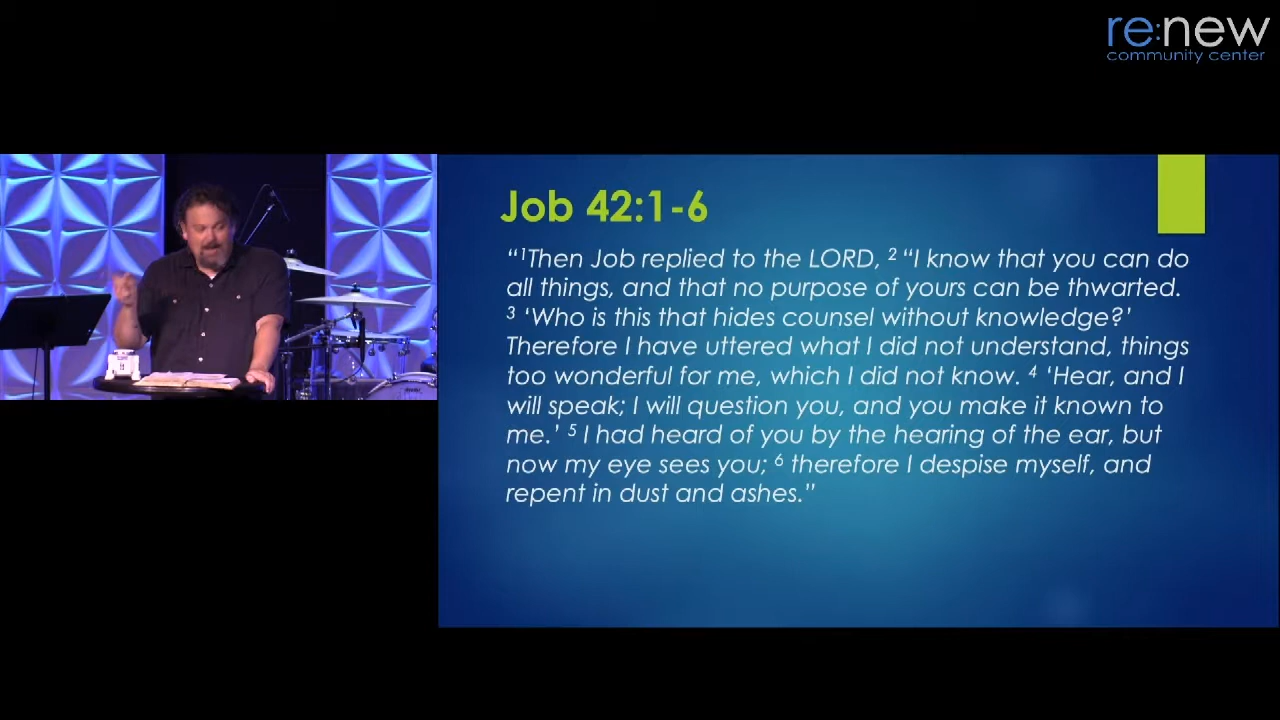 re:new
community center
Job 42:1-6
“¹Then Job replied to the LORD, ² “I know that you can do
all things, and that no purpose of yours can be thwarted.
³ ‘Who is this that hides counsel without knowledge?’
Therefore I have uttered what I did not understand, things
too wonderful for me, which I did not know. ⁴ ‘Hear, and I
will speak; I will question you, and you make it known to
me.’ ⁵ I had heard of you by the hearing of the ear, but
now my eye sees you; ⁶ therefore I despise myself, and
repent in dust and ashes.”